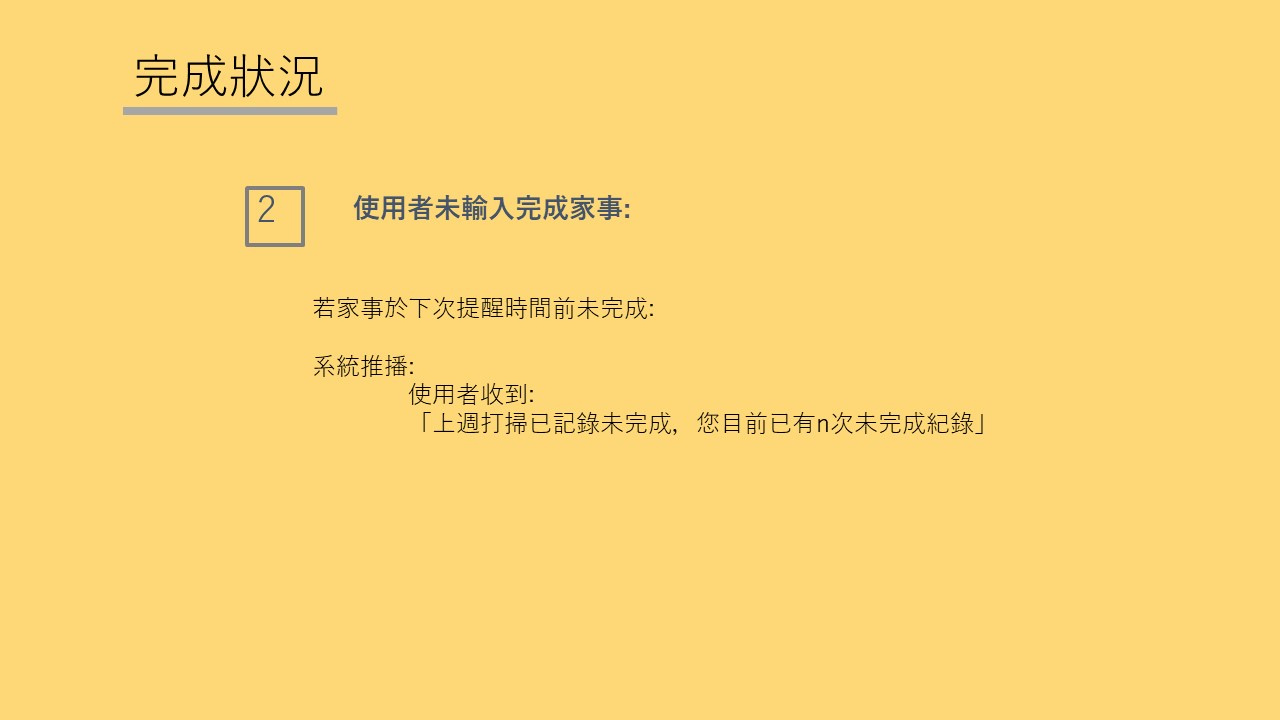 完成狀況
2
使用者未輸入完成家事:
若家事於下次提醒時間前未完成:
系統推播:
使用者收到:
「上週打掃已記錄未完成，您目前已有n次未完成紀錄」